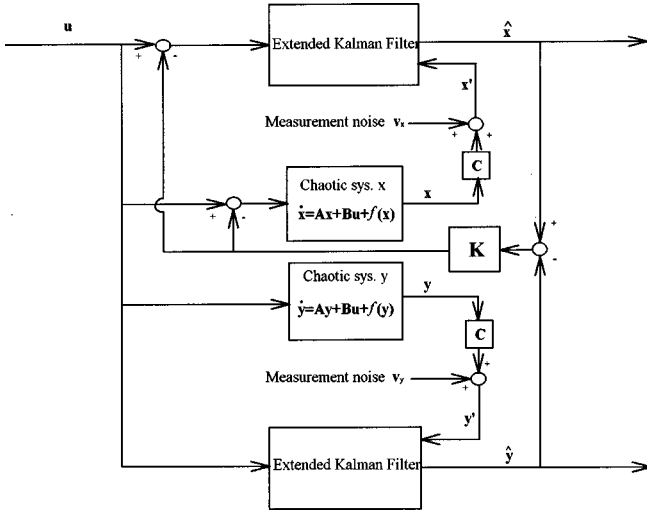 u
+
-
Extended Kalman Filter
x̂
x'
Measurement noise vₓ
+
+
C
Chaotic sys. x
ẋ=Ax+Bu+f(x)
x
+
-
K
+
-
Chaotic sys. y
ẏ=Ay+Bu+f(y)
y
C
+
Measurement noise vᵧ
+
y'
Extended Kalman Filter
ŷ